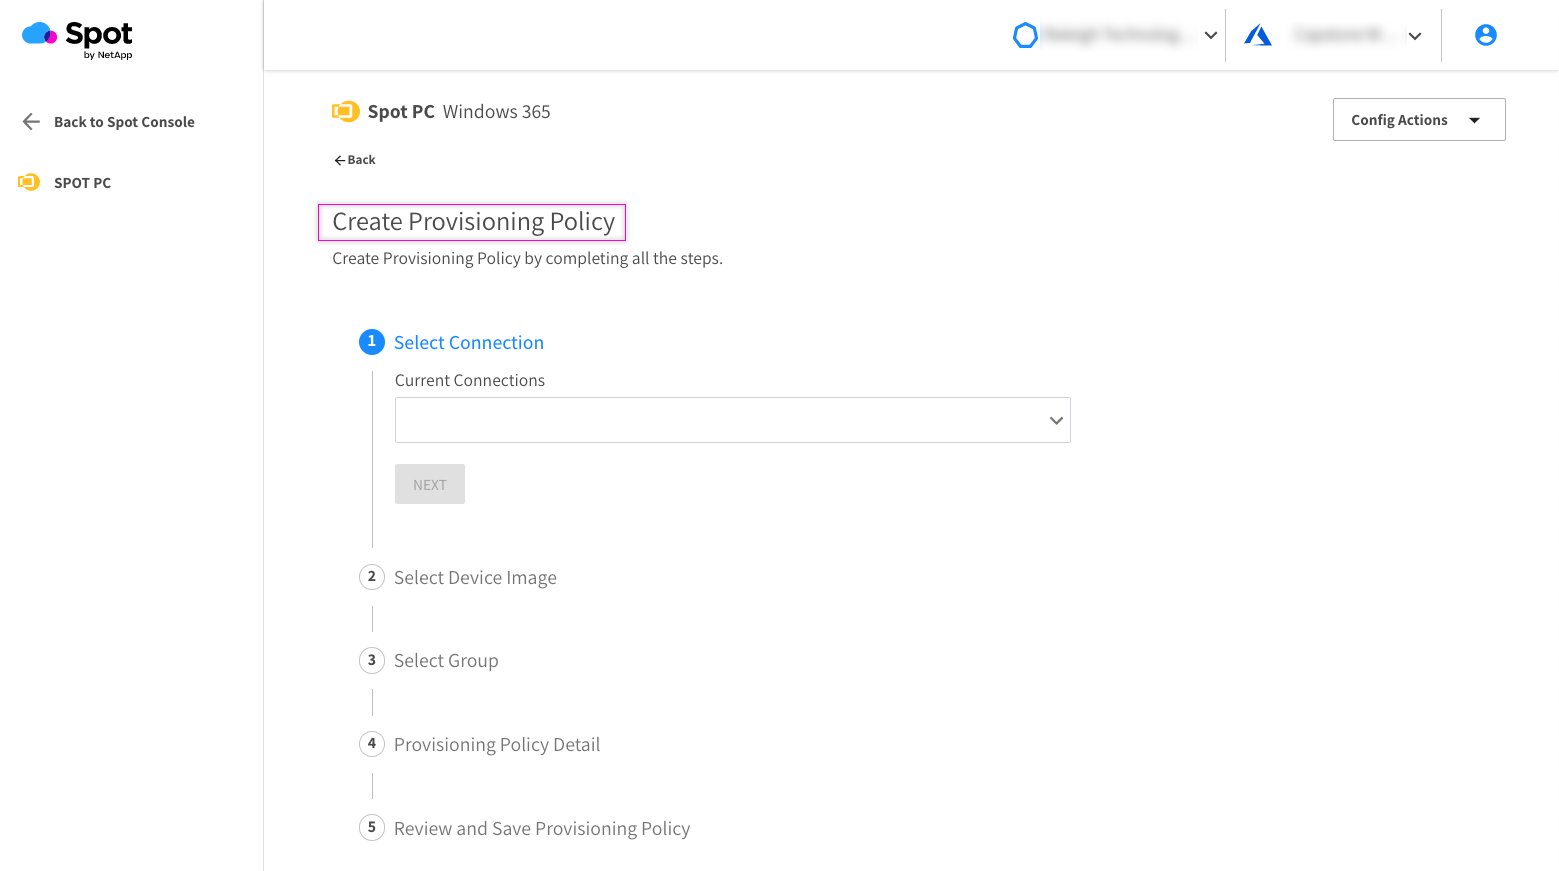 Spot
by NetApp
Back to Spot Console
SPOT PC
Spot PC Windows 365
Config Actions
Back
Create Provisioning Policy
Create Provisioning Policy by completing all the steps.
1 Select Connection
Current Connections
NEXT
2 Select Device Image
3 Select Group
4 Provisioning Policy Detail
5 Review and Save Provisioning Policy